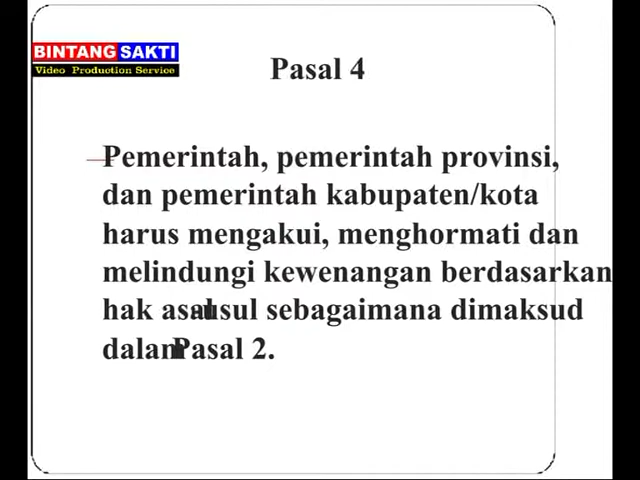 BINTANG SAKTI
Video Production Service
Pasal 4
Pemerintah, pemerintah provinsi,
dan pemerintah kabupaten/kota
harus mengakui, menghormati dan
melindungi kewenangan berdasarkan
hak asal-usul sebagaimana dimaksud
dalam Pasal 2.